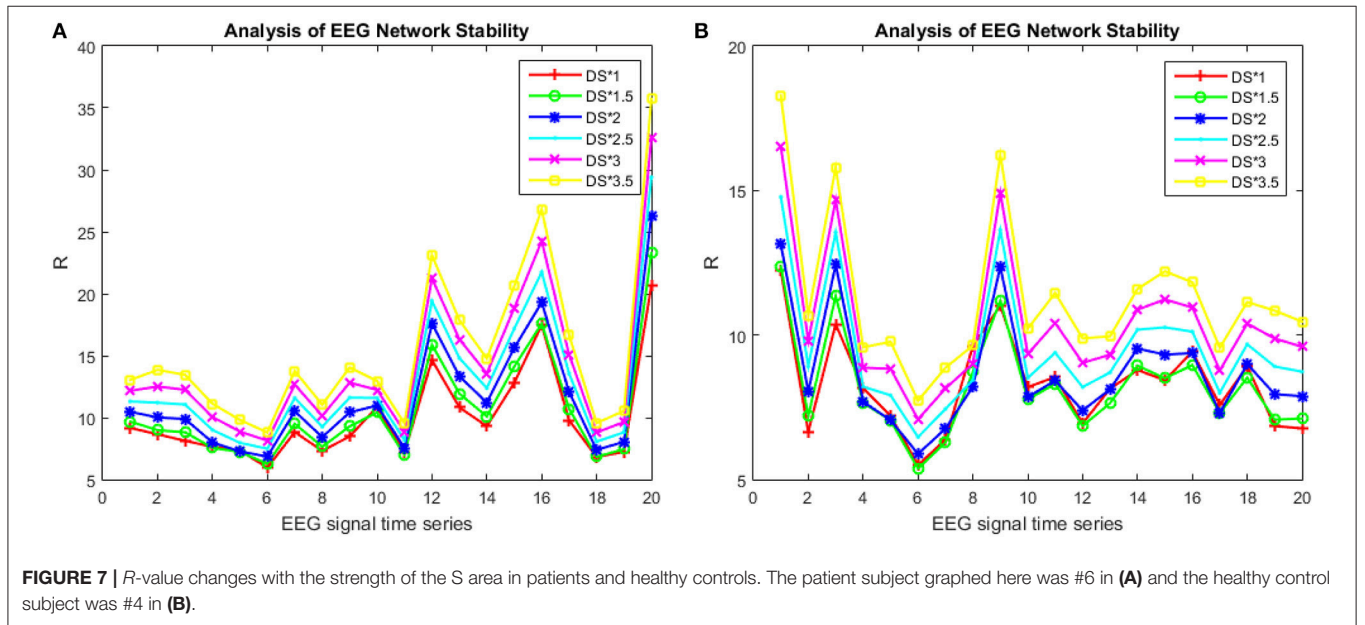 A
Analysis of EEG Network Stability
40
35
30
25
20
15
10
5
R
DS*1
DS*1.5
DS*2
DS*2.5
DS*3
DS*3.5
0 2 4 6 8 10 12 14 16 18 20
EEG signal time series
B
Analysis of EEG Network Stability
20
15
10
5
R
DS*1
DS*1.5
DS*2
DS*2.5
DS*3
DS*3.5
0 2 4 6 8 10 12 14 16 18 20
EEG signal time series
FIGURE 7 | R-value changes with the strength of the S area in patients and healthy controls. The patient subject graphed here was #6 in (A) and the healthy control
subject was #4 in (B).